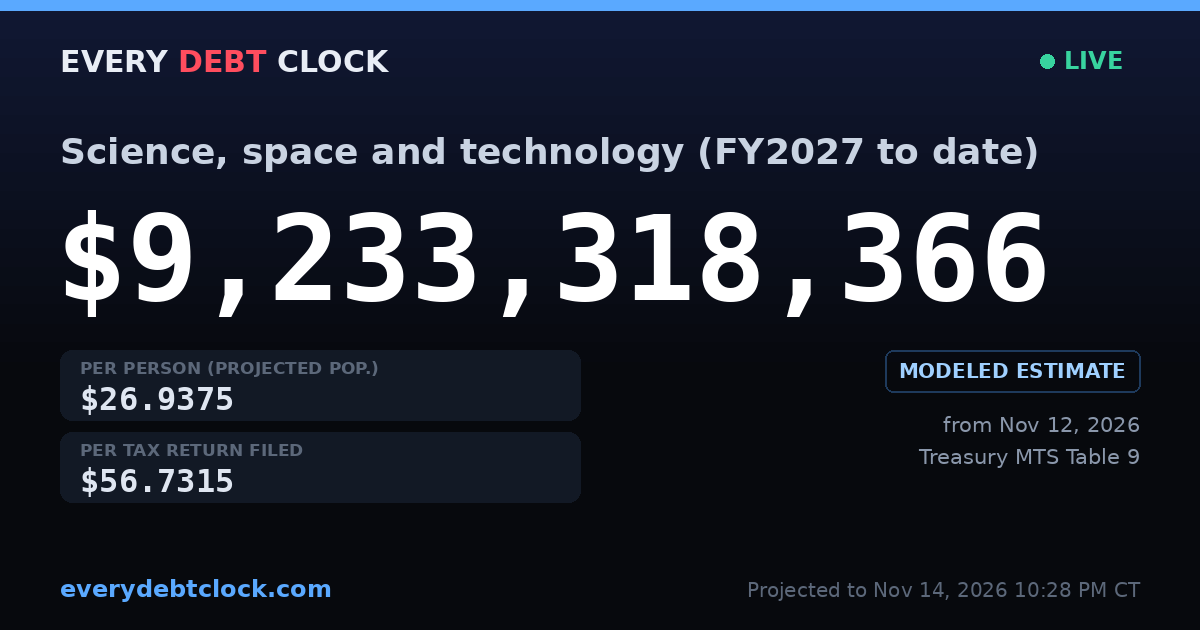 EVERY DEBT CLOCK
LIVE
Science, space and technology (FY2027 to date)
$9,233,318,366
PER PERSON (PROJECTED POP.)
$26.9375
PER TAX RETURN FILED
$56.7315
MODELED ESTIMATE
from Nov 12, 2026
Treasury MTS Table 9
everydebtclock.com
Projected to Nov 14, 2026 10:28 PM CT